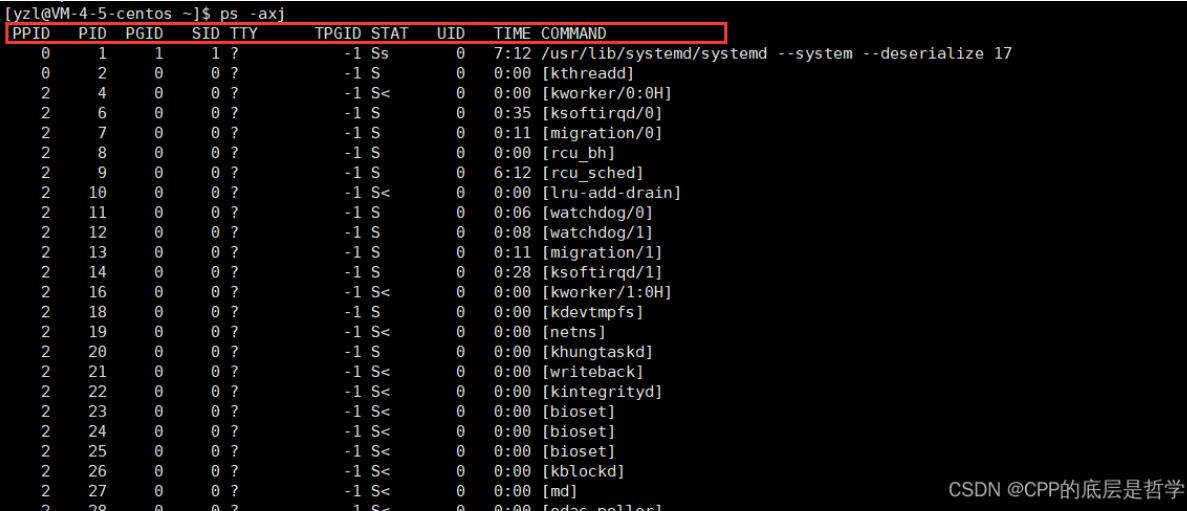 [yzl@VM-4-5-centos ~]$ ps -axj
PPID PID PGID SID TTY TPGID STAT UID TIME COMMAND
0 1 1 1 ? -1 Ss 0 7:12 /usr/lib/systemd/systemd --system --deserialize 17
0 2 0 0 ? -1 S 0 0:00 [kthreadd]
2 4 0 0 ? -1 S< 0 0:00 [kworker/0:0H]
2 6 0 0 ? -1 S 0 0:35 [ksoftirqd/0]
2 7 0 0 ? -1 S 0 0:11 [migration/0]
2 8 0 0 ? -1 S 0 0:00 [rcu_bh]
2 9 0 0 ? -1 S 0 6:12 [rcu_sched]
2 10 0 0 ? -1 S< 0 0:00 [lru-add-drain]
2 11 0 0 ? -1 S 0 0:06 [watchdog/0]
2 12 0 0 ? -1 S 0 0:08 [watchdog/1]
2 13 0 0 ? -1 S 0 0:11 [migration/1]
2 14 0 0 ? -1 S 0 0:28 [ksoftirqd/1]
2 16 0 0 ? -1 S< 0 0:00 [kworker/1:0H]
2 18 0 0 ? -1 S 0 0:00 [kdevtmpfs]
2 19 0 0 ? -1 S< 0 0:00 [netns]
2 20 0 0 ? -1 S 0 0:00 [khungtaskd]
2 21 0 0 ? -1 S< 0 0:00 [writeback]
2 22 0 0 ? -1 S< 0 0:00 [kintegrityd]
2 23 0 0 ? -1 S< 0 0:00 [bioset]
2 24 0 0 ? -1 S< 0 0:00 [bioset]
2 25 0 0 ? -1 S< 0 0:00 [bioset]
2 26 0 0 ? -1 S< 0 0:00 [kblockd]
2 27 0 0 ? -1 S< 0 0:00 [md]
2 28 0 0 ? -1 S< 0 0:00 [edac-poller]
CSDN @CPP的底层是哲学